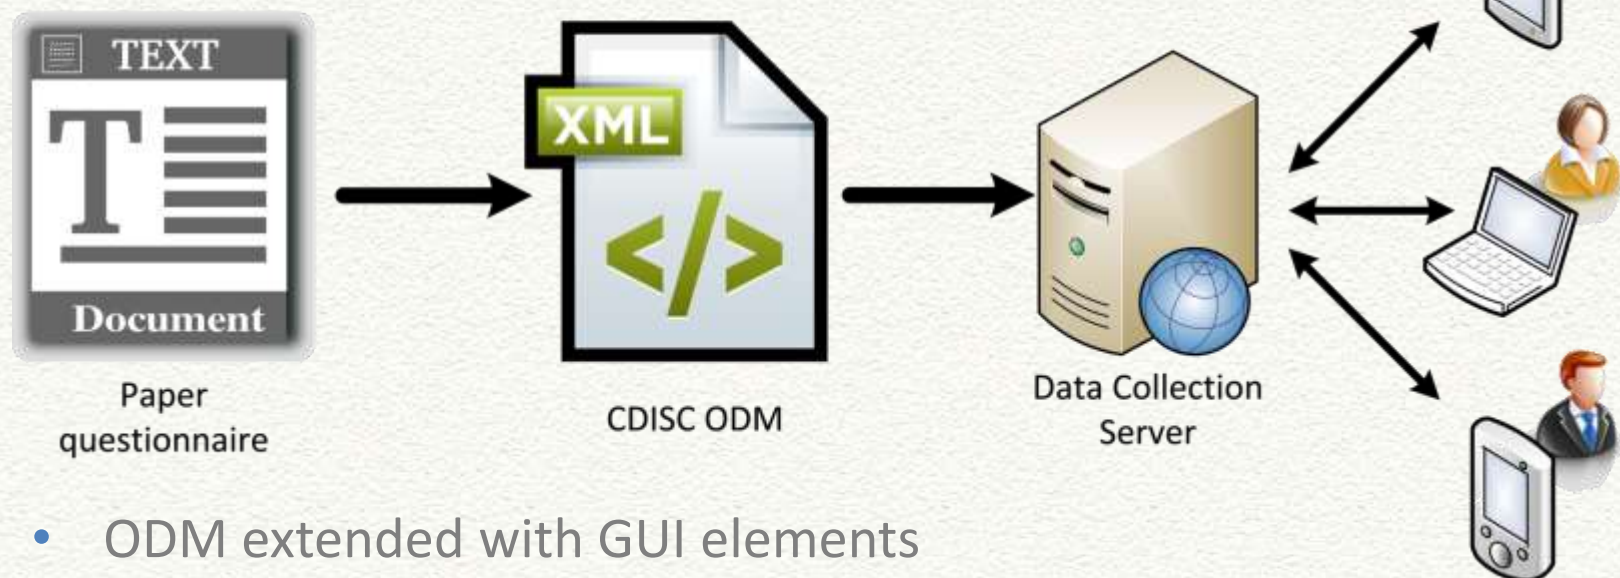 TEXT
T
Document
XML
</>
Paper
questionnaire
CDISC ODM
Data Collection
Server
• ODM extended with GUI elements